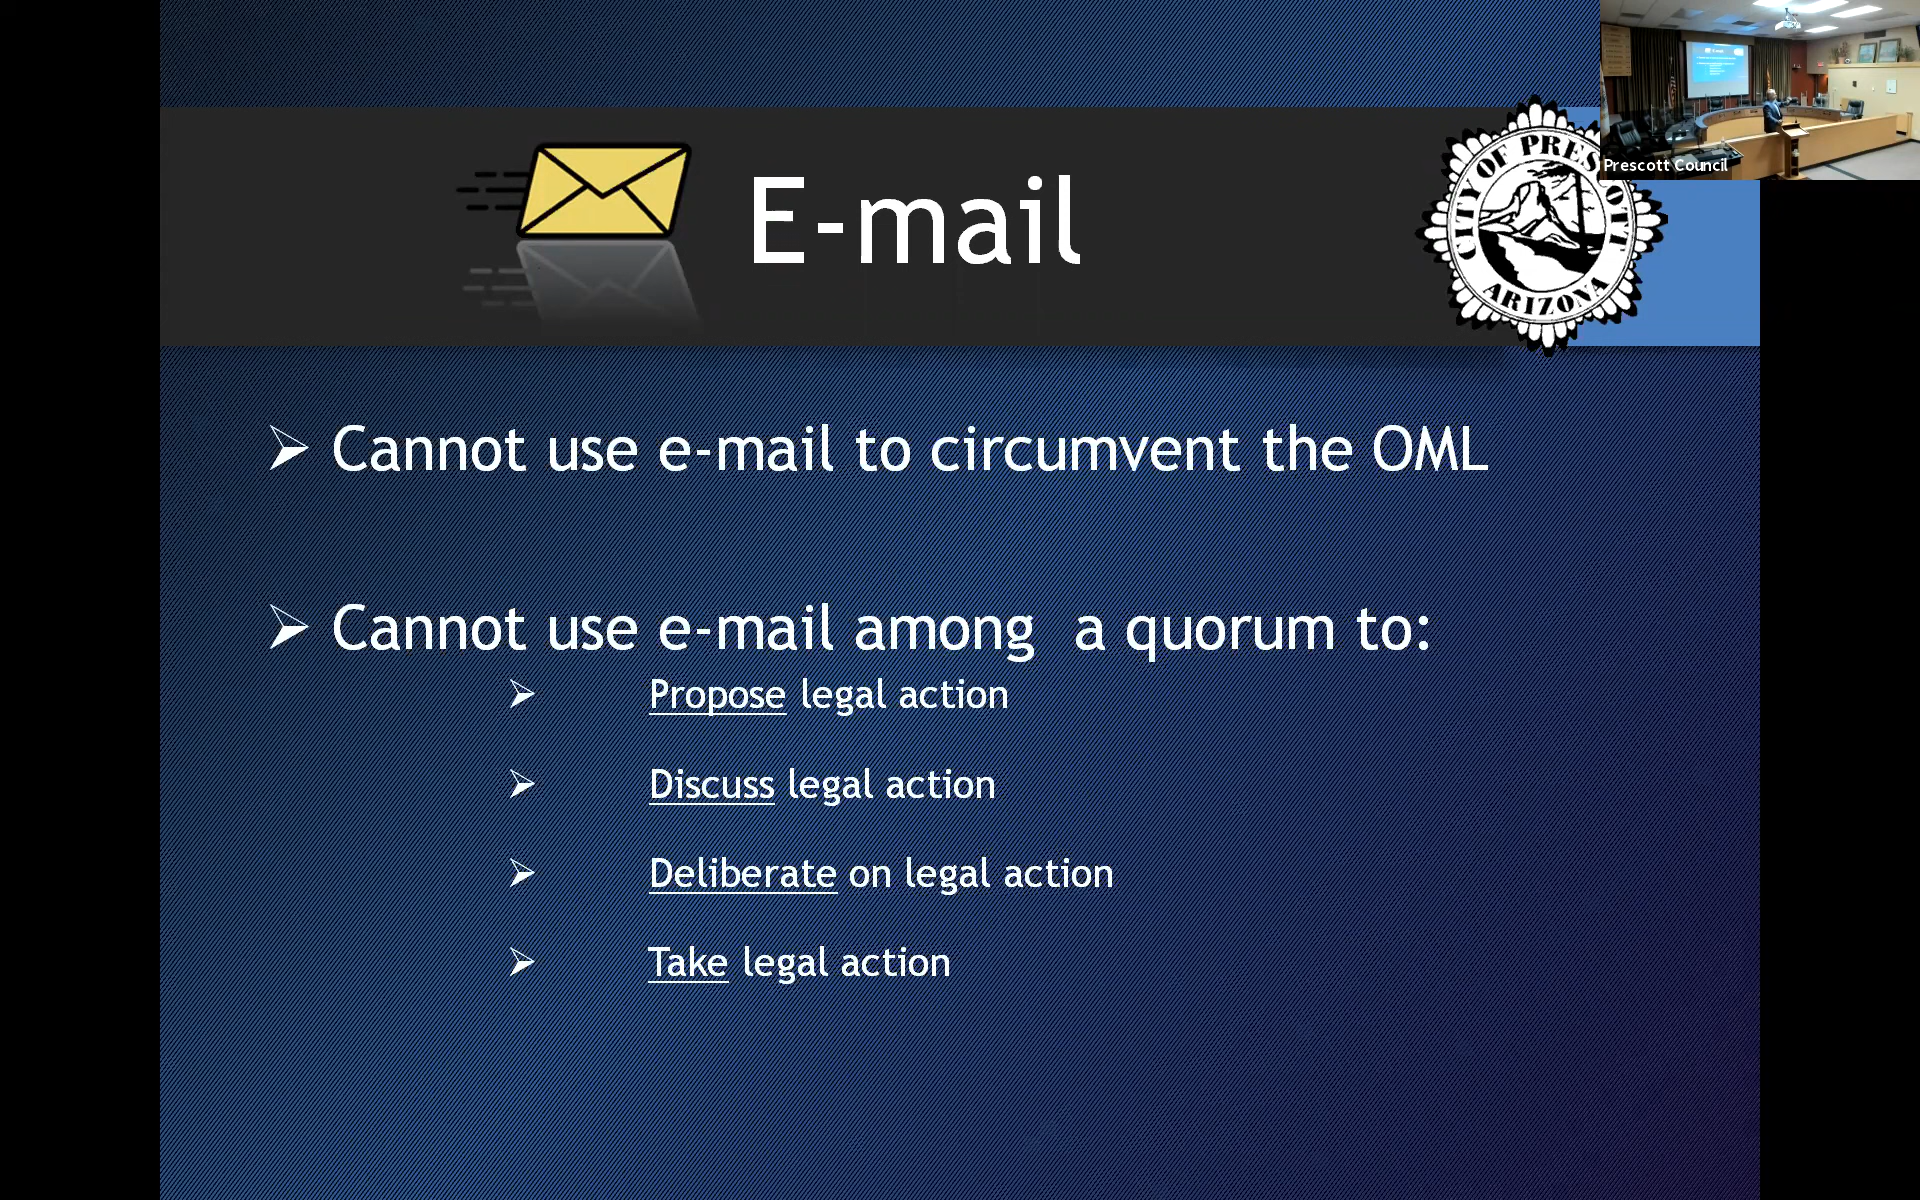 E-mail
CITY OF PRESCOTT
ARIZONA
Prescott Council
➢ Cannot use e-mail to circumvent the OML
➢ Cannot use e-mail among  a quorum to:
➢ Propose legal action
➢ Discuss legal action
➢ Deliberate on legal action
➢ Take legal action